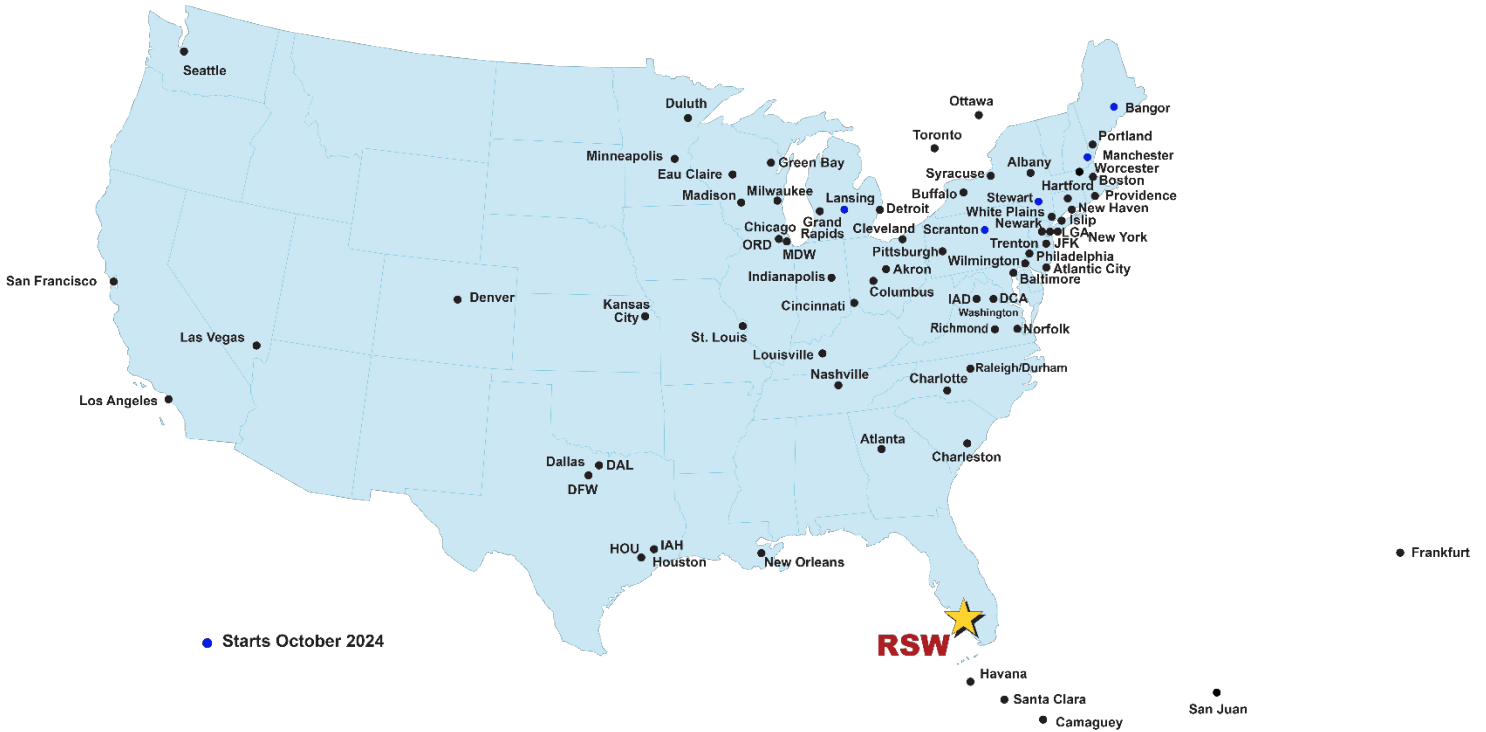 Seattle
Duluth
Ottawa
Bangor
Toronto
Portland
Minneapolis
Green Bay
Albany
Manchester
Eau Claire
Syracuse
Worcester
Boston
Madison
Milwaukee
Lansing
Buffalo
Hartford
Stewart
Providence
Detroit
White Plains
New Haven
Grand
Rapids
Islip
Chicago
Cleveland
Scranton
Newark
LGA
New York
ORD
MDW
Pittsburgh
Trenton
JFK
Philadelphia
Wilmington
Atlantic City
Akron
Baltimore
Indianapolis
Columbus
San Francisco
Denver
Kansas
City
Cincinnati
IAD
DCA
Washington
Richmond
Norfolk
Las Vegas
St. Louis
Louisville
Nashville
Raleigh/Durham
Charlotte
Los Angeles
Atlanta
Charleston
Dallas
DAL
DFW
HOU
IAH
Houston
New Orleans
Frankfurt
Starts October 2024
RSW
Havana
Santa Clara
San Juan
Camaguey